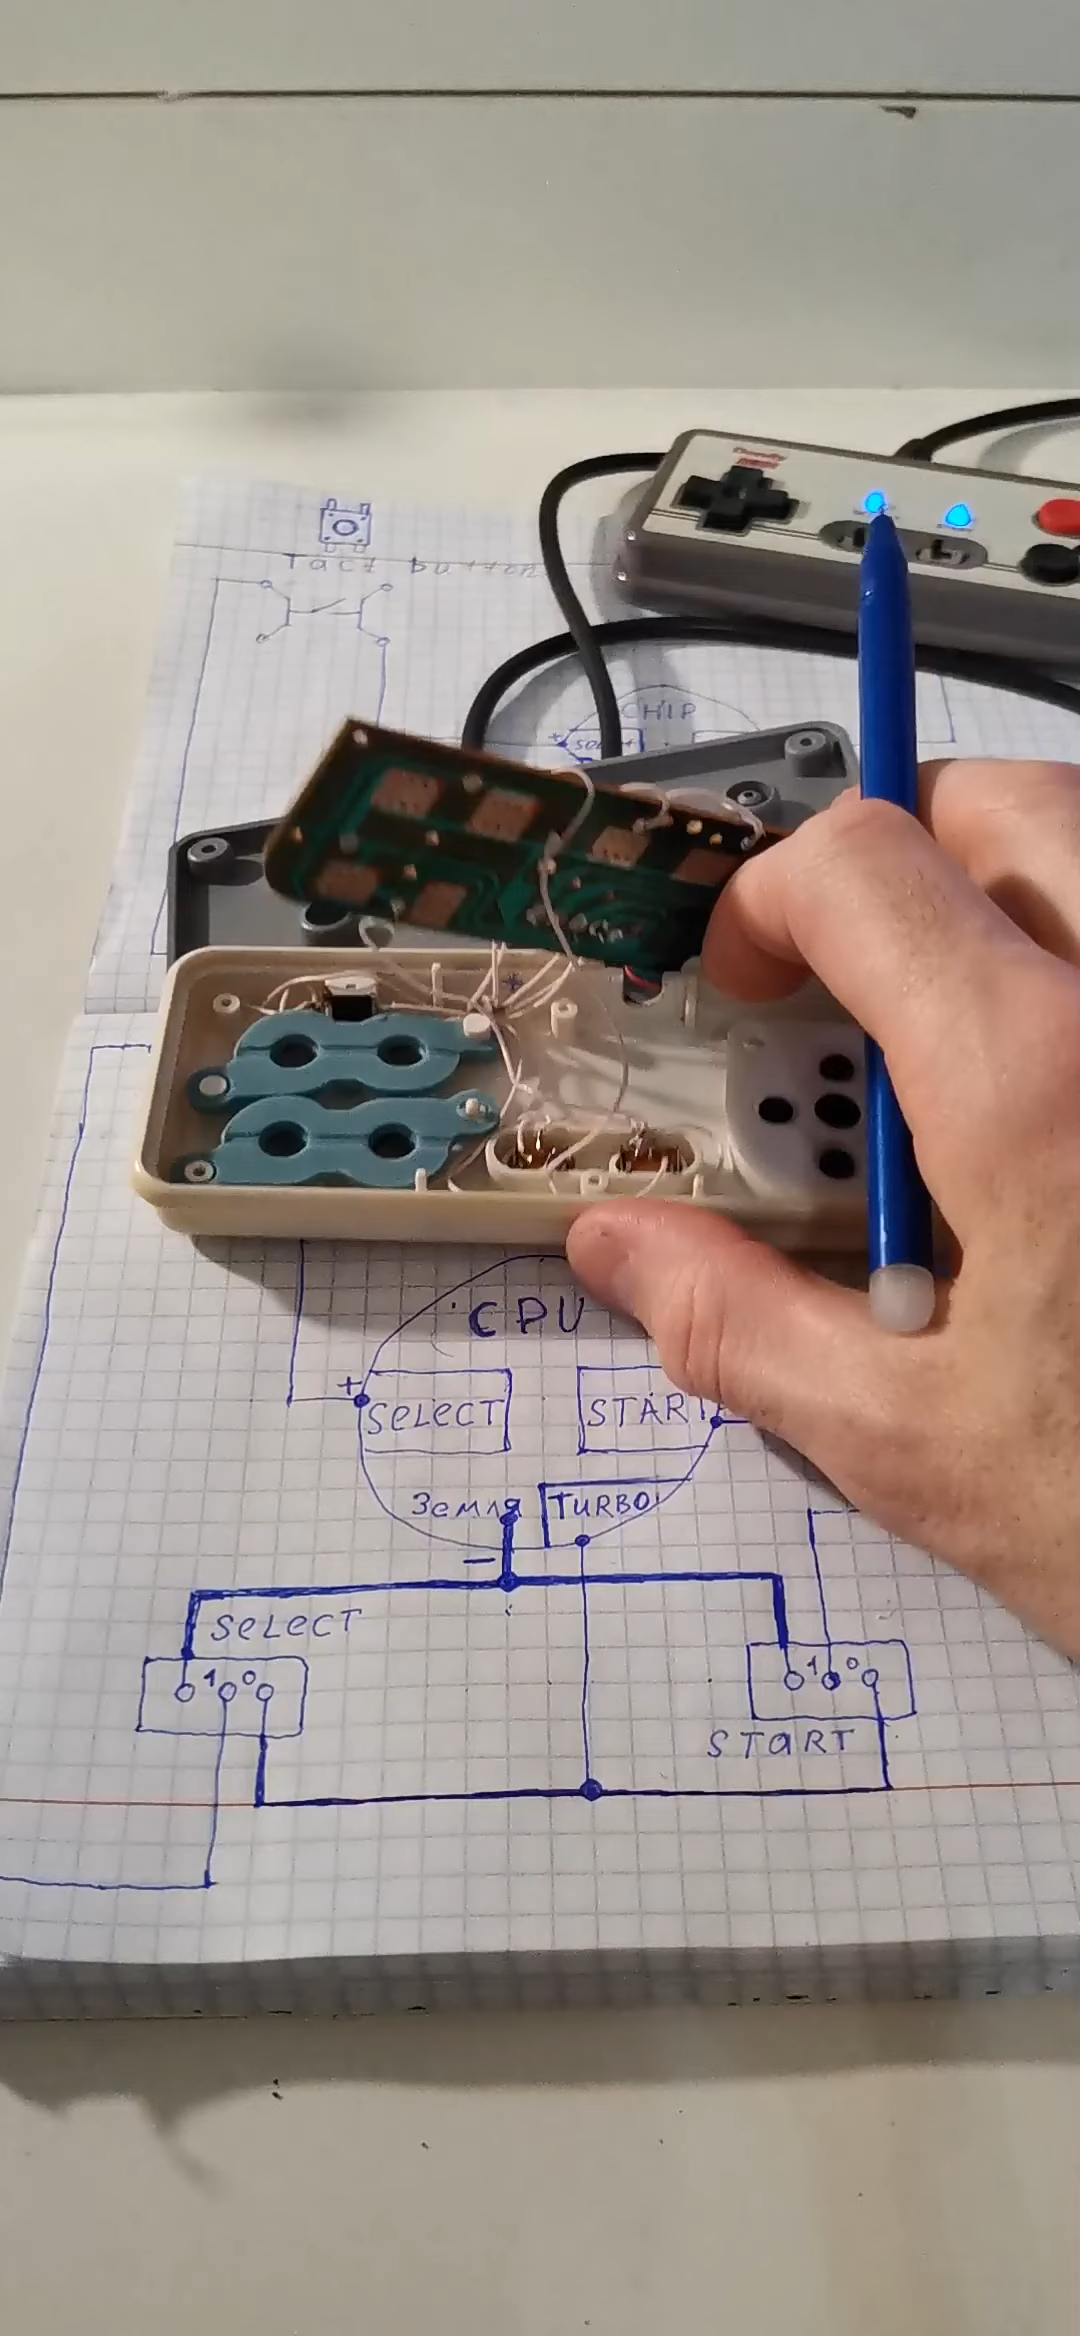 Tact button
CHIP
CPU
+
SELECT
START
Земля
TURBO
−
SELECT
1 0
1 0
START